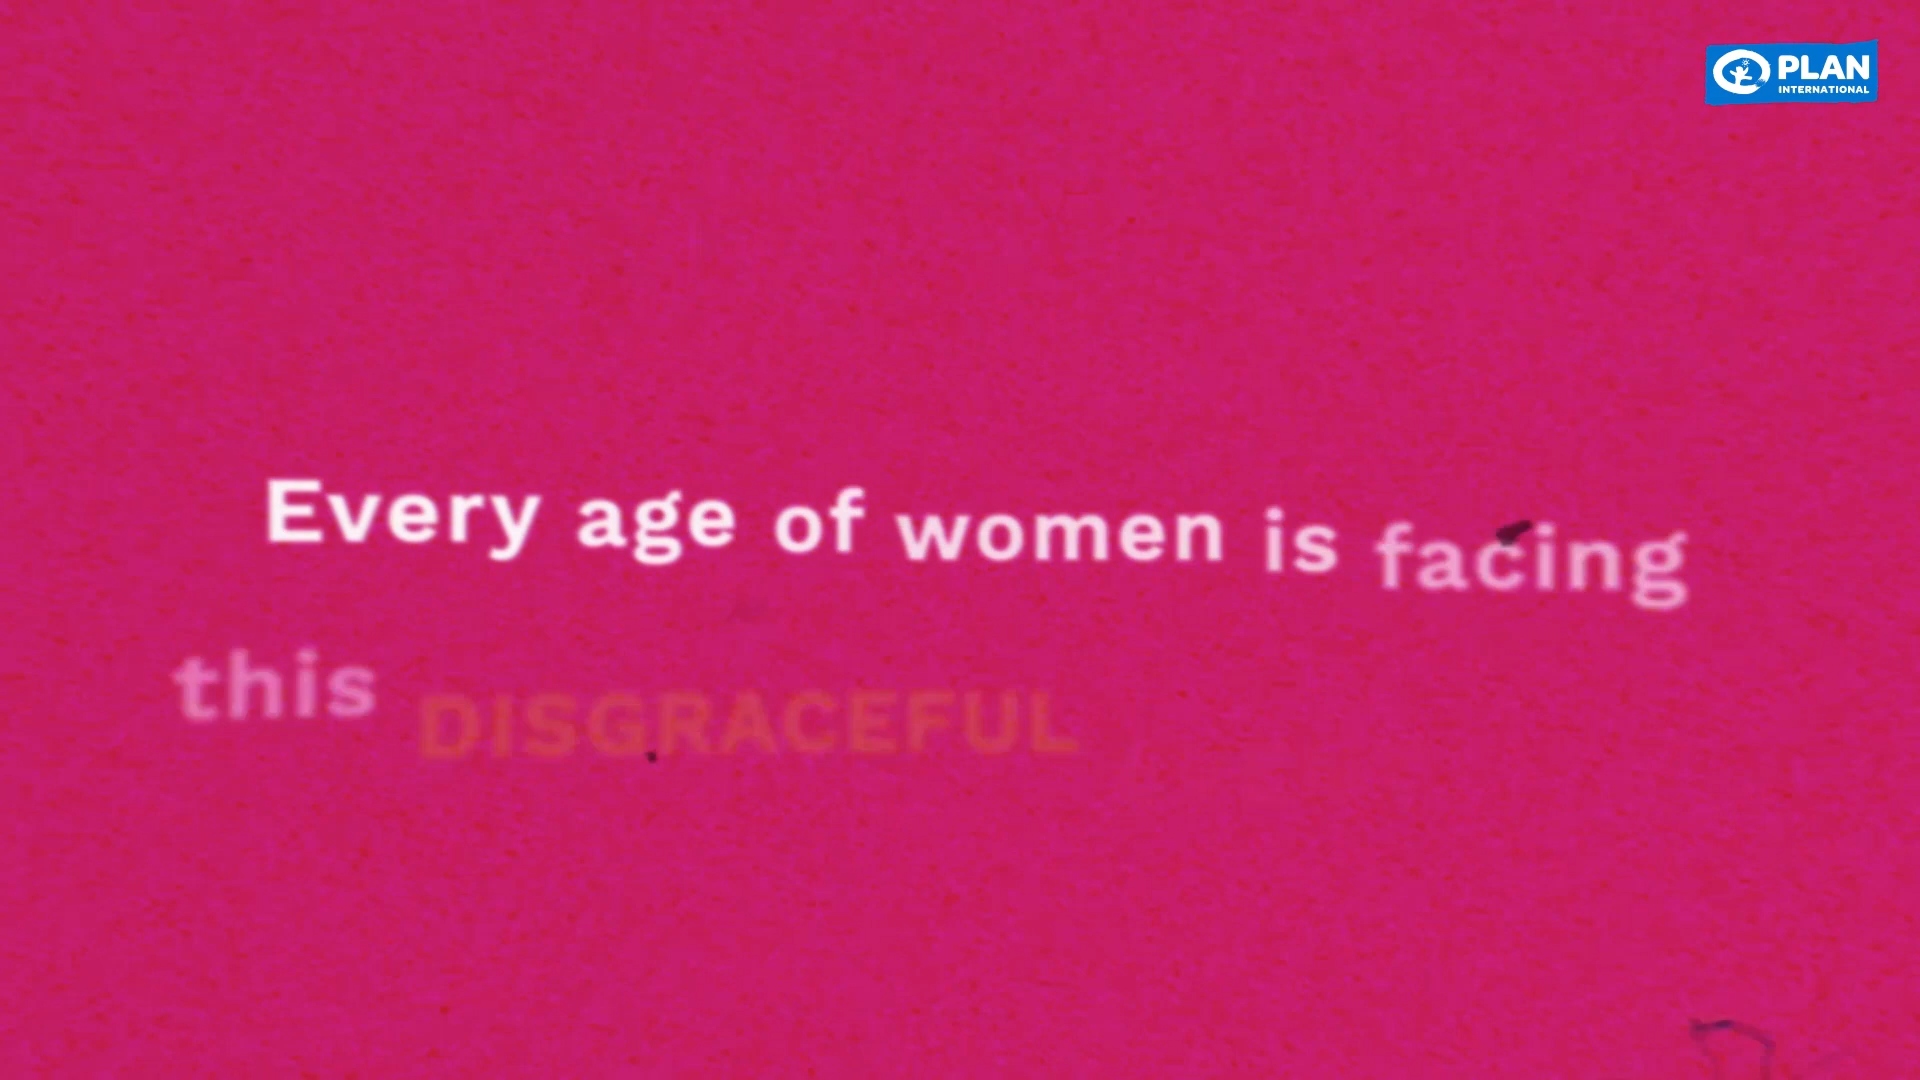 PLAN
INTERNATIONAL
Every age of women is facing
this DISGRACEFUL